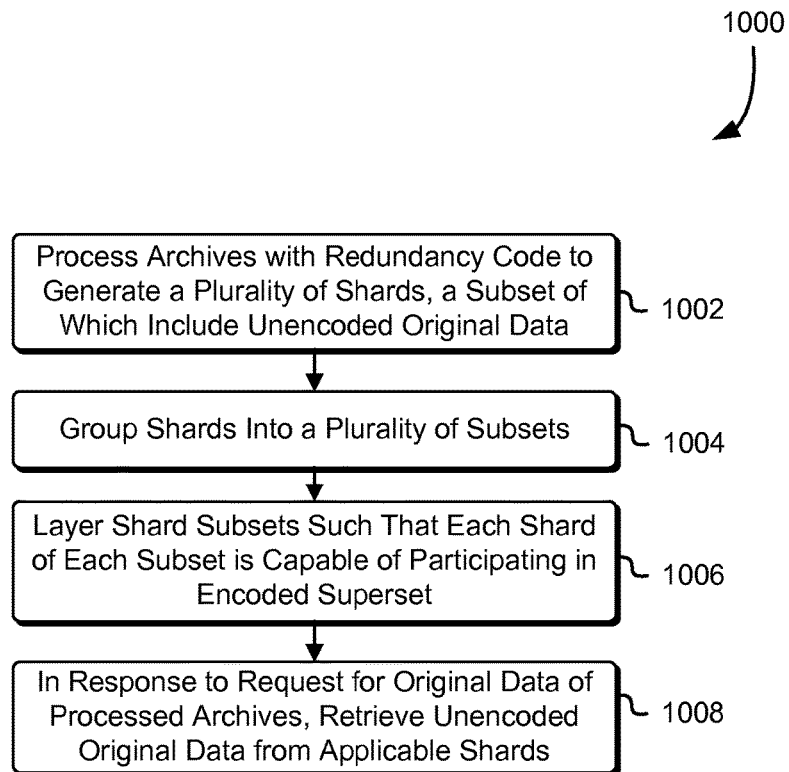 1000
Process Archives with Redundancy Code to
Generate a Plurality of Shards, a Subset of
Which Include Unencoded Original Data
1002
Group Shards Into a Plurality of Subsets
1004
Layer Shard Subsets Such That Each Shard
of Each Subset is Capable of Participating in
Encoded Superset
1006
In Response to Request for Original Data of
Processed Archives, Retrieve Unencoded
Original Data from Applicable Shards
1008